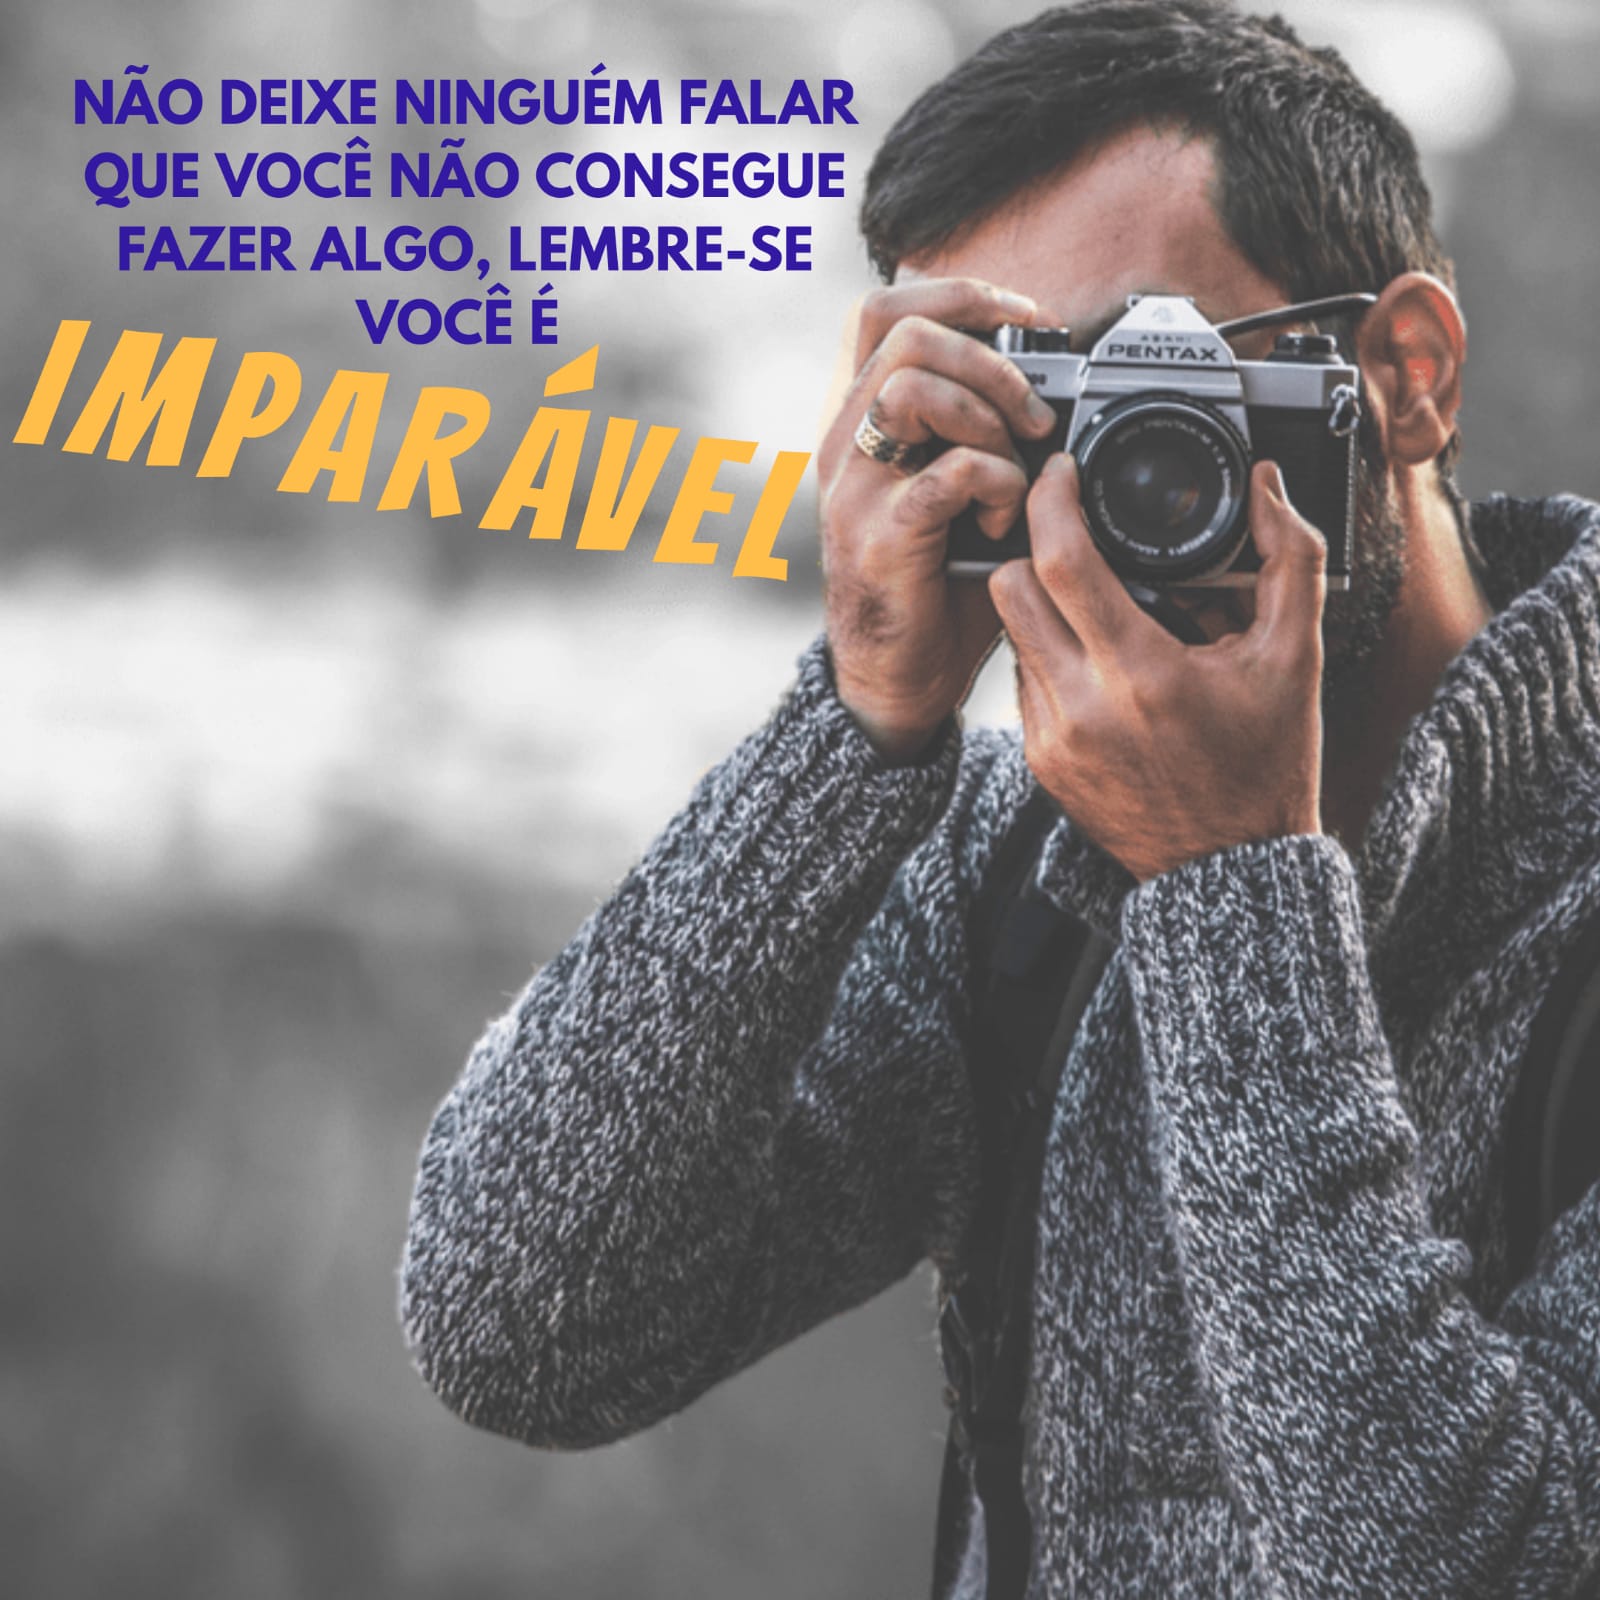 NÃO DEIXE NINGUÉM FALAR
QUE VOCÊ NÃO CONSEGUE
FAZER ALGO, LEMBRE-SE
VOCÊ É
IMPARÁVEL
ASAHI
PENTAX